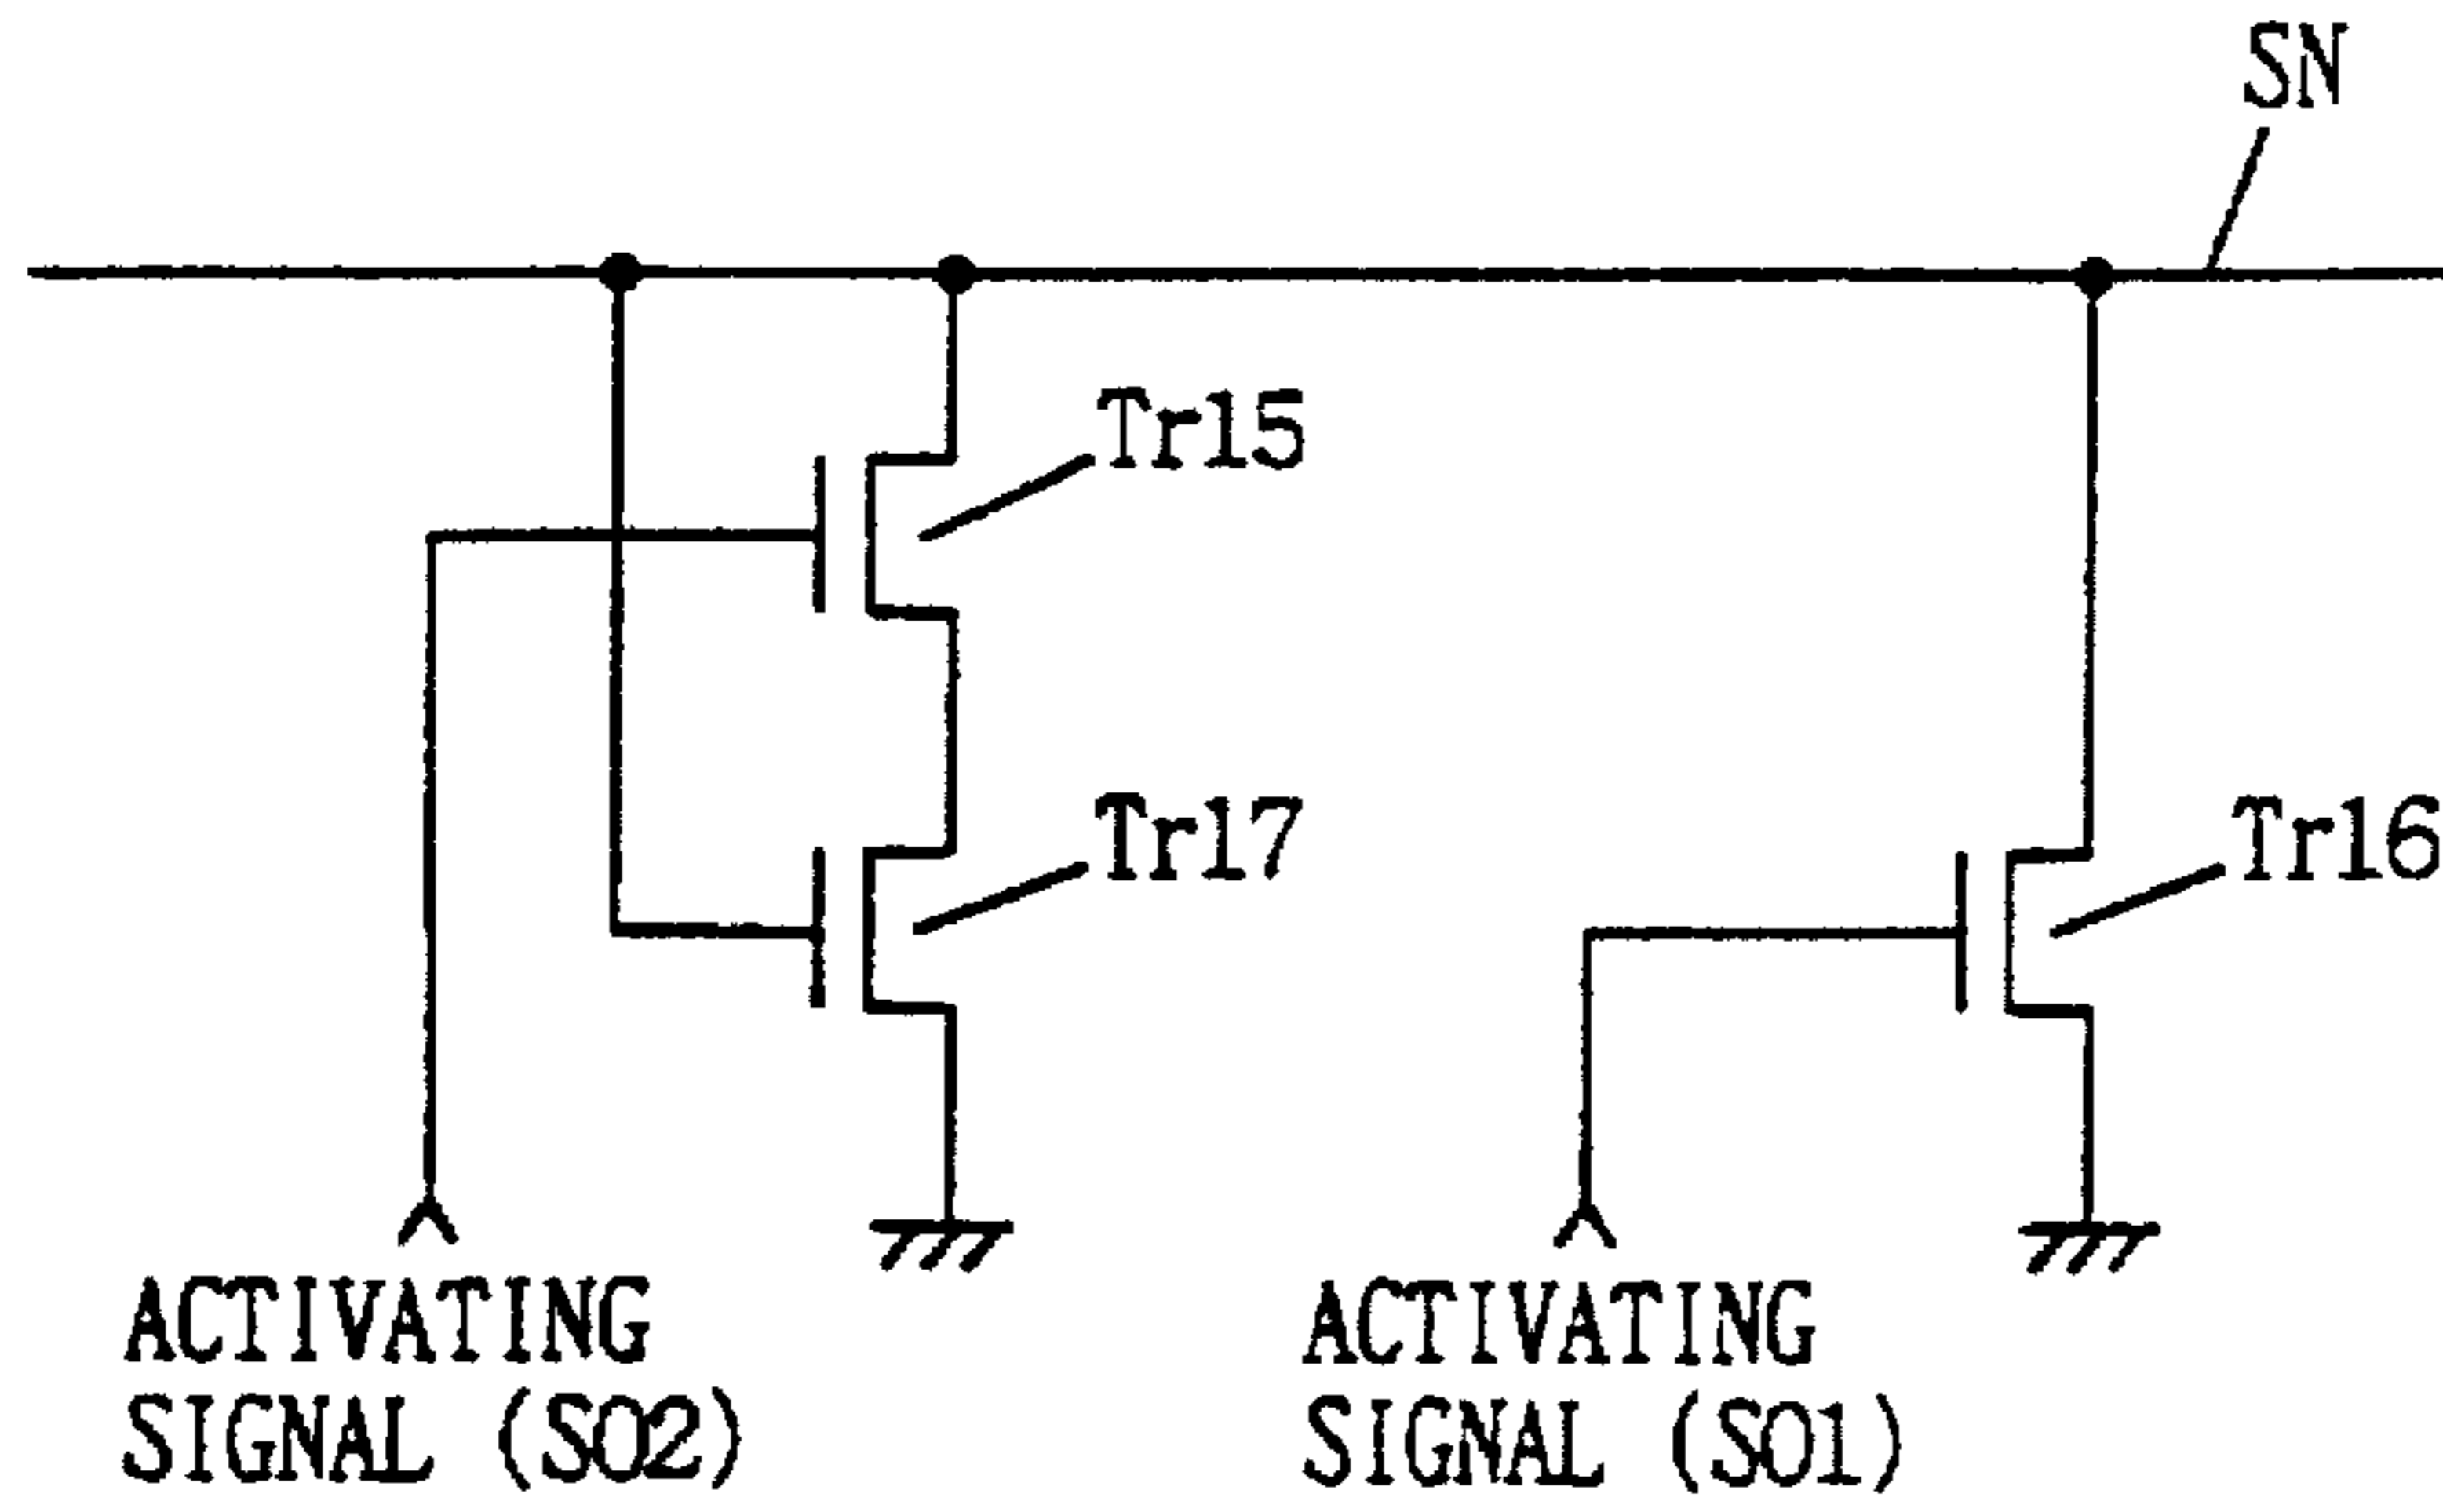 SN
Tr15
Tr17
Tr16
ACTIVATING
SIGNAL (SO2)
ACTIVATING
SIGNAL (SO1)